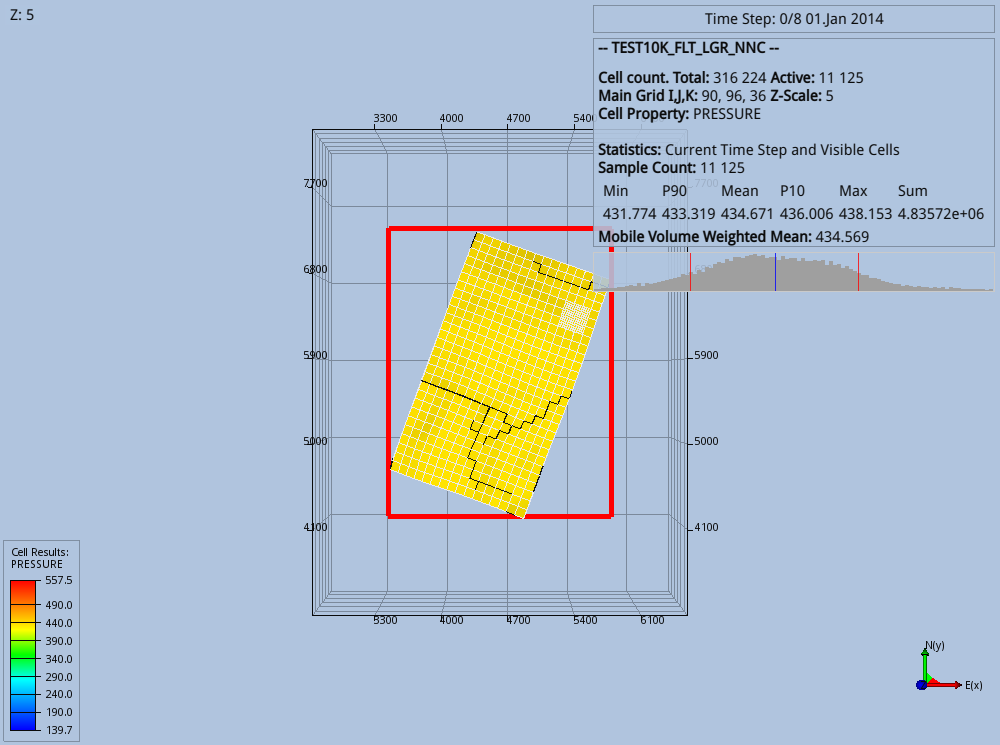 Z: 5
Time Step: 0/8 01.Jan 2014
-- TEST10K_FLT_LGR_NNC --
Cell count. Total: 316 224 Active: 11 125
Main Grid I,J,K: 90, 96, 36 Z-Scale: 5
Cell Property: PRESSURE
Statistics: Current Time Step and Visible Cells
Sample Count: 11 125
Min P90 Mean P10 Max Sum
431.774 433.319 434.671 436.006 438.153 4.83572e+06
Mobile Volume Weighted Mean: 434.569
3300 4000 4700 5400
7700 7700
6800
5900 5900
5000 5000
4100 4100
3300 4000 4700 5400 6100
Cell Results:
PRESSURE
557.5
490.0
440.0
390.0
340.0
290.0
240.0
190.0
139.7
N(y)
E(x)